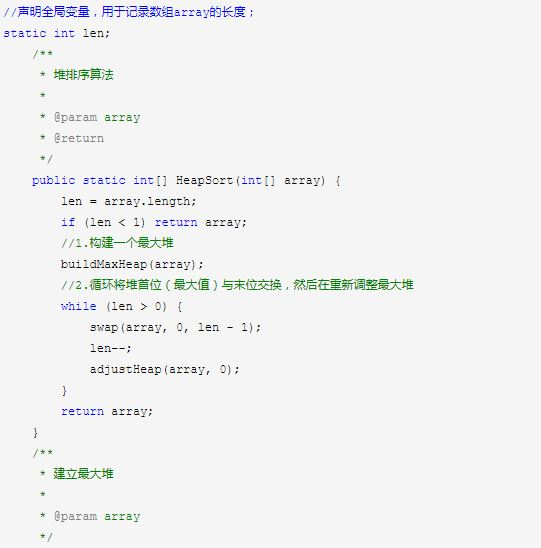 //声明全局变量，用于记录数组array的长度；
static int len;
/**
* 堆排序算法
*
* @param array
* @return
*/
public static int[] HeapSort(int[] array) {
len = array.length;
if (len < 1) return array;
//1.构建一个最大堆
buildMaxHeap(array);
//2.循环将堆首位（最大值）与末位交换，然后在重新调整最大堆
while (len > 0) {
swap(array, 0, len - 1);
len--;
adjustHeap(array, 0);
}
return array;
}
/**
* 建立最大堆
*
* @param array
*/